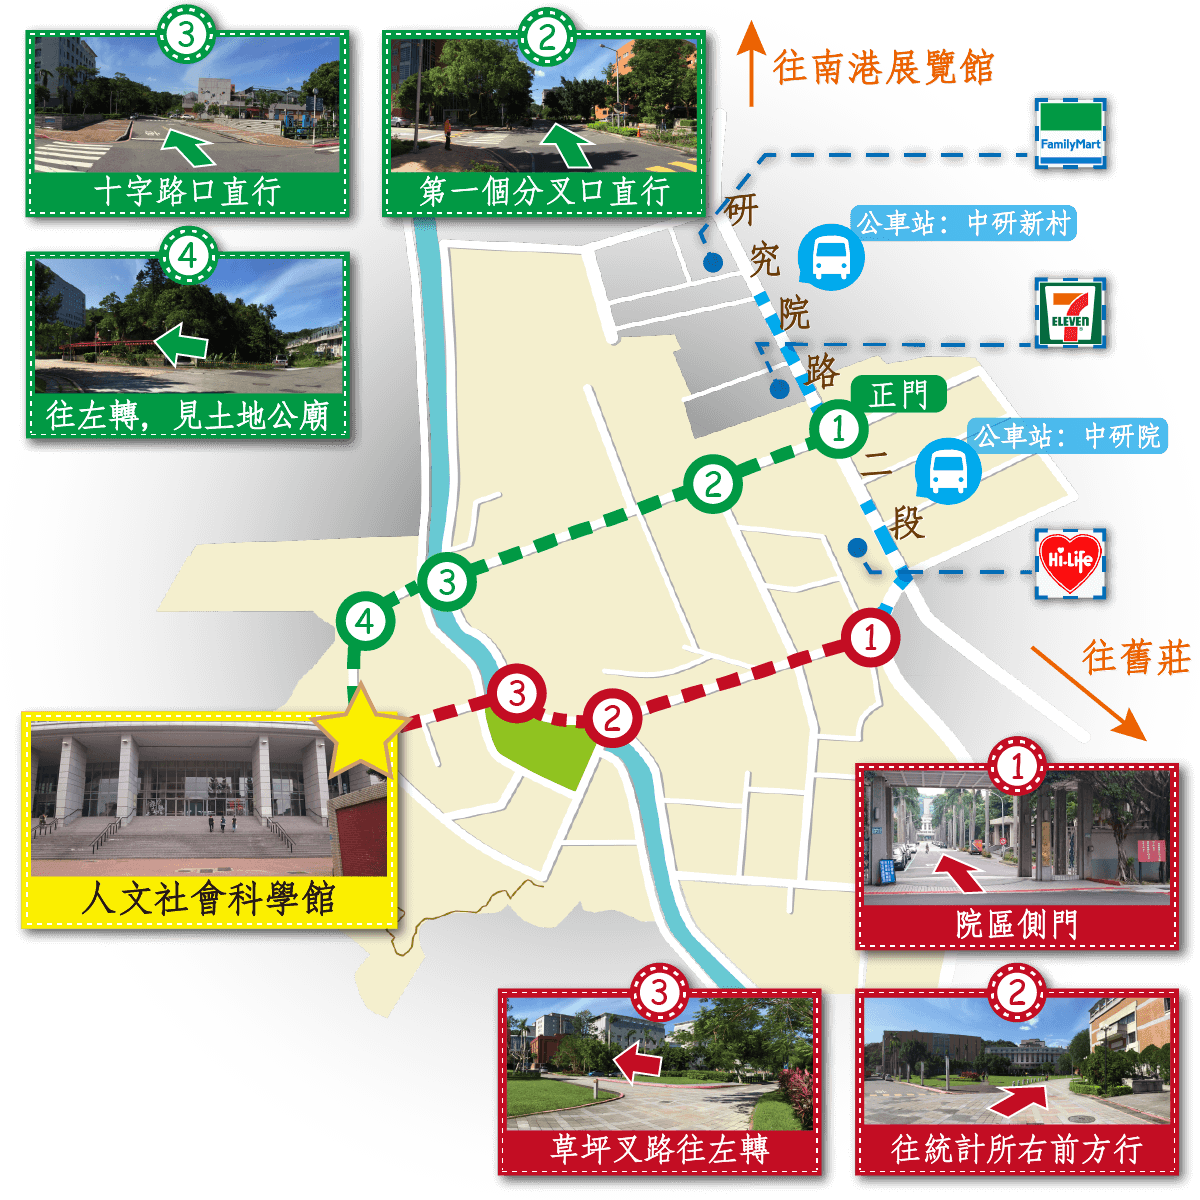 3
十字路口直行
2
第一個分叉口直行
往南港展覽館
FamilyMart
公車站：中研新村
研究院路二段
4
往左轉，見土地公廟
7
ELEVEN
正門
1
2
公車站：中研院
3
4
Hi-Life
1
往舊莊
3
2
人文社會科學館
1
院區側門
3
草坪叉路往左轉
2
往統計所右前方行